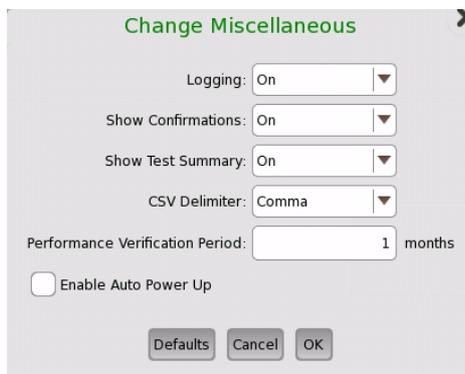 Change Miscellaneous
Logging: On
Show Confirmations: On
Show Test Summary: On
CSV Delimiter: Comma
Performance Verification Period: 1 months
Enable Auto Power Up
Defaults Cancel OK